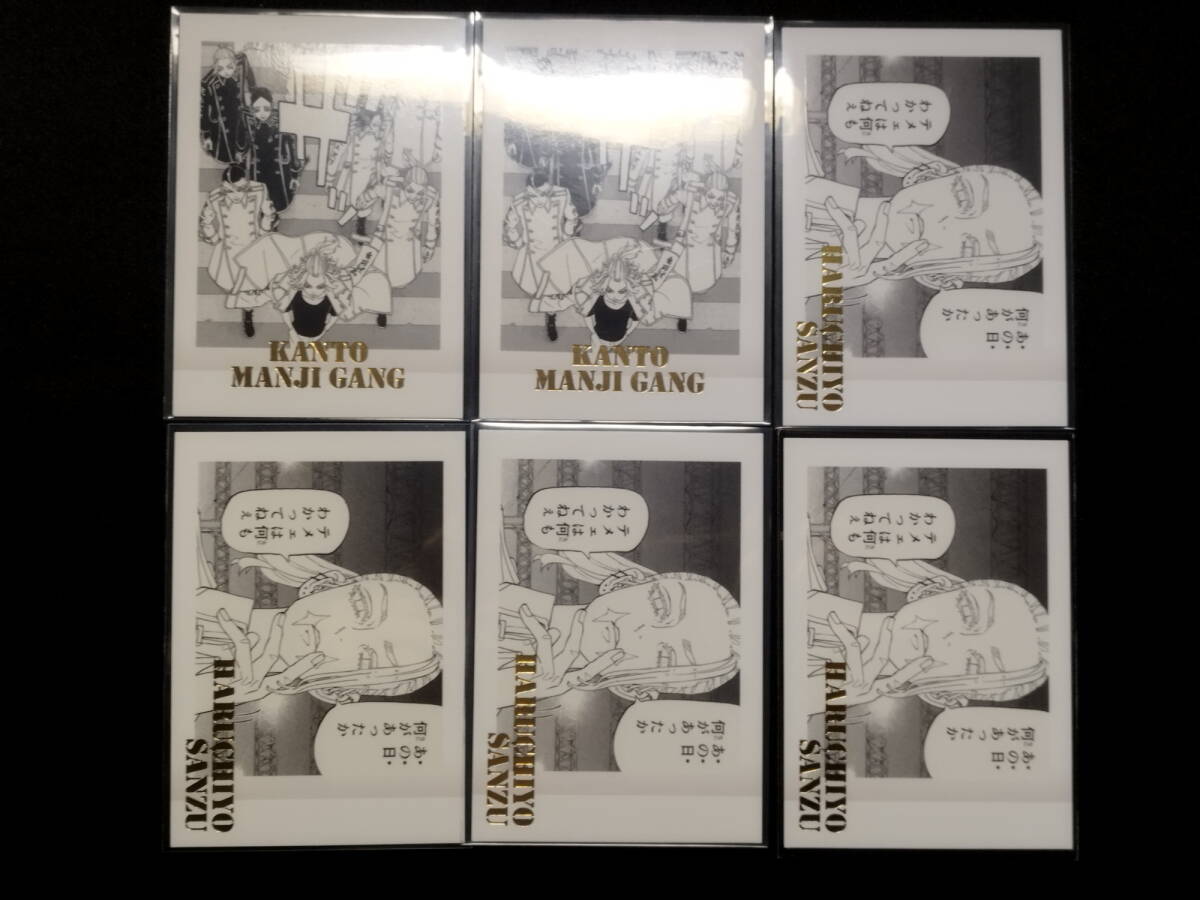 KANTO
MANJI GANG
KANTO
MANJI GANG
あの日
何があったか
テメェは何も
わかってねぇ
HARUCHIYO
SANZU
あの日
何があったか
テメェは何も
わかってねぇ
HARUCHIYO
SANZU
あの日
何があったか
テメェは何も
わかってねぇ
HARUCHIYO
SANZU
あの日
何があったか
テメェは何も
わかってねぇ
HARUCHIYO
SANZU